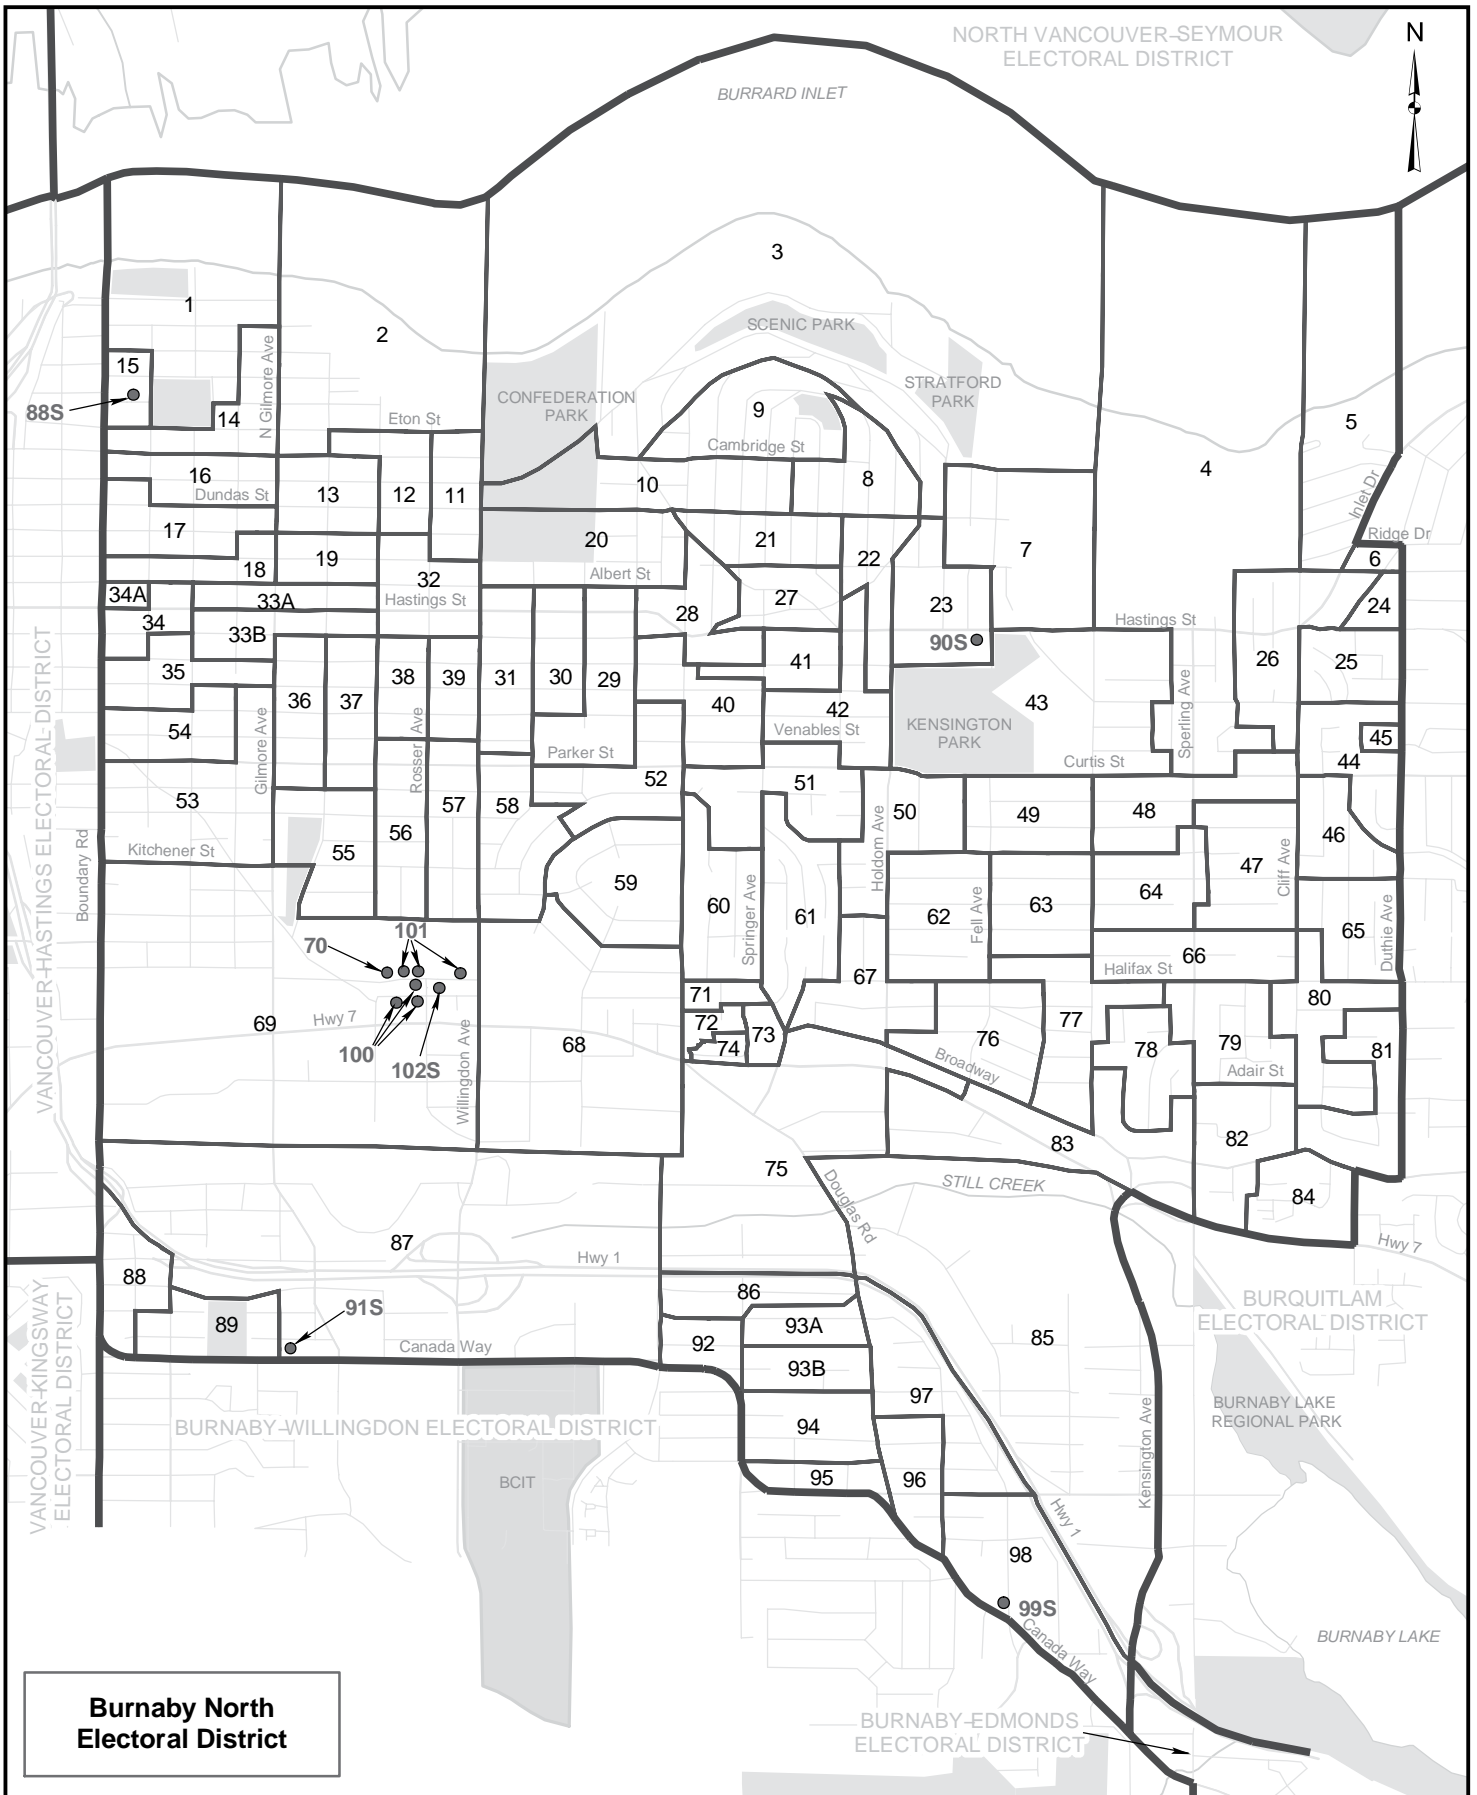 NORTH VANCOUVER-SEYMOUR
ELECTORAL DISTRICT
N
BURRARD INLET
3
1
2
SCENIC PARK
15
N Gilmore Ave
CONFEDERATION
PARK
STRATFORD
PARK
88S
14
Eton St
9
Cambridge St
5
4
16
Dundas St
13
12
11
10
8
Inlet Dr
17
18
19
20
21
22
7
Ridge Dr
6
Albert St
32
34A
33A
Hastings St
27
23
24
34
33B
28
Hastings St
90S
VANCOUVER-HASTINGS ELECTORAL DISTRICT
35
36
37
38
39
31
30
29
41
26
25
40
42
43
54
Gilmore Ave
Rosser Ave
Venables St
KENSINGTON
PARK
Sperling Ave
45
Parker St
Curtis St
44
53
52
51
57
58
50
49
48
Kitchener St
55
56
Holdom Ave
46
47
Cliff Ave
Boundary Rd
59
60
Springer Ave
61
62
Fell Ave
63
64
65
Duthie Ave
70
101
66
67
Halifax St
71
80
69
Hwy 7
72
73
74
68
76
77
78
79
81
100
102S
Willingdon Ave
Broadway
Adair St
83
82
75
STILL CREEK
84
Douglas Rd
87
Hwy 1
Hwy 7
88
86
91S
89
Canada Way
92
93A
85
BURQUITLAM
ELECTORAL DISTRICT
VANCOUVER-KINGSWAY
ELECTORAL DISTRICT
93B
97
BURNABY LAKE
REGIONAL PARK
BURNABY-WILLINGDON ELECTORAL DISTRICT
94
Kensington Ave
BCIT
95
96
Hwy 1
98
99S
Canada Way
BURNABY LAKE
Burnaby North
Electoral District
BURNABY-EDMONDS
ELECTORAL DISTRICT